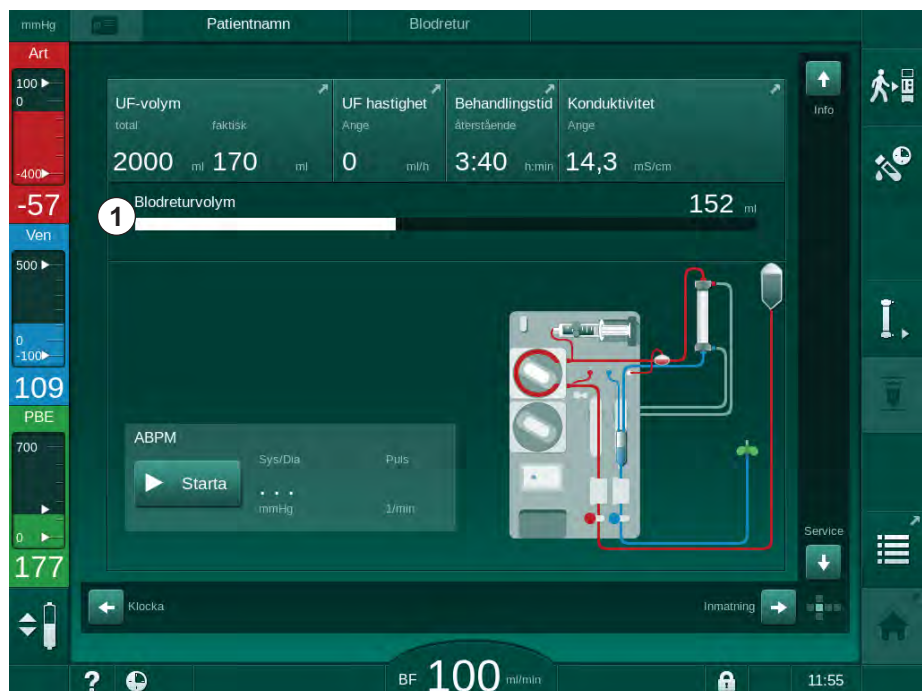 mmHg
Patientnamn
Blodretur
Art
100
0
-400
-57
Ven
500
0
-100
109
PBE
700
0
177
UF-volym
total
faktisk
2000 ml 170 ml
UF hastighet
Ange
0 ml/h
Behandlingstid
återstående
3:40 h:min
Konduktivitet
Ange
14,3 mS/cm
Info
1
Blodreturvolym
152 ml
ABPM
Starta
Sys/Dia
Puls
. . .
mmHg
1/min
Service
Klocka
Inmatning
?
BF 100 ml/min
11:55